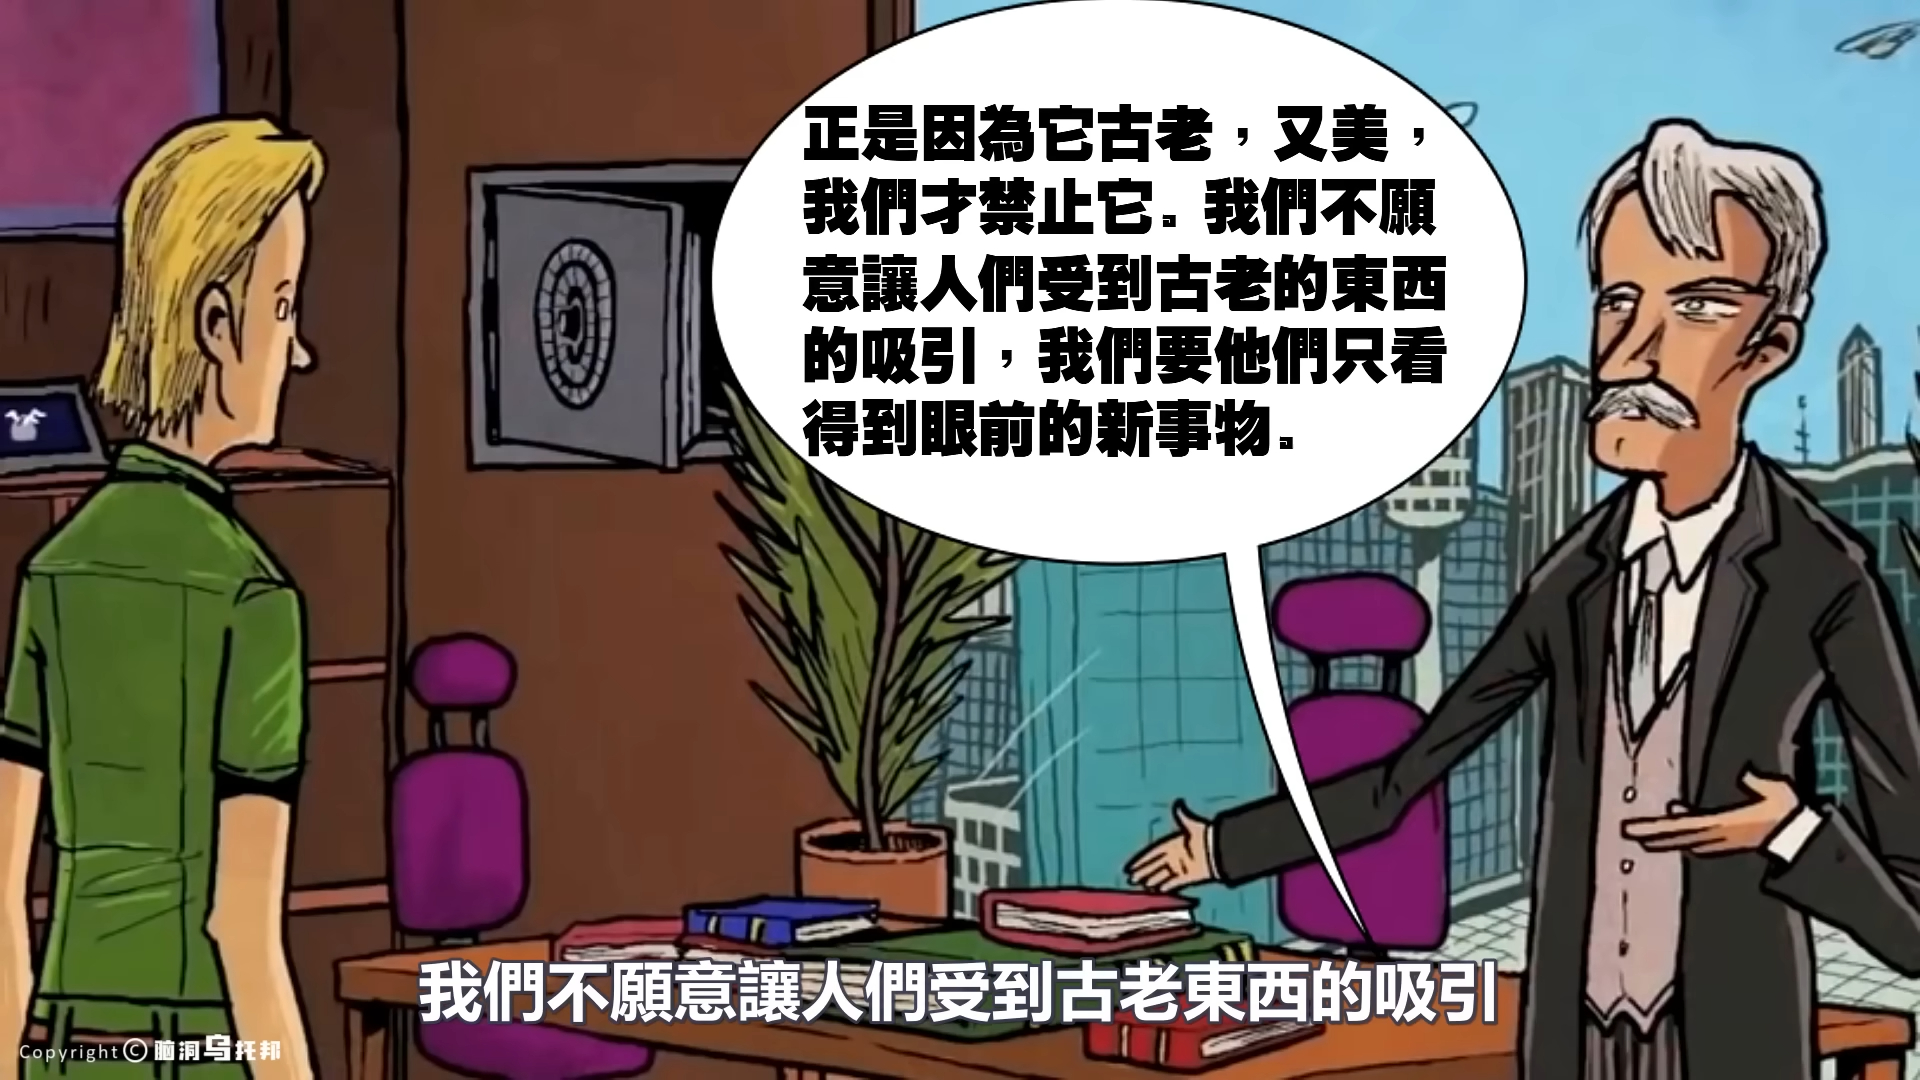 正是因為它古老，又美，
我們才禁止它。我們不願
意讓人們受到古老的東西
的吸引，我們要他們只看
得到眼前的新事物。
我們不願意讓人們受到古老東西的吸引
Copyright © 脑洞乌托邦